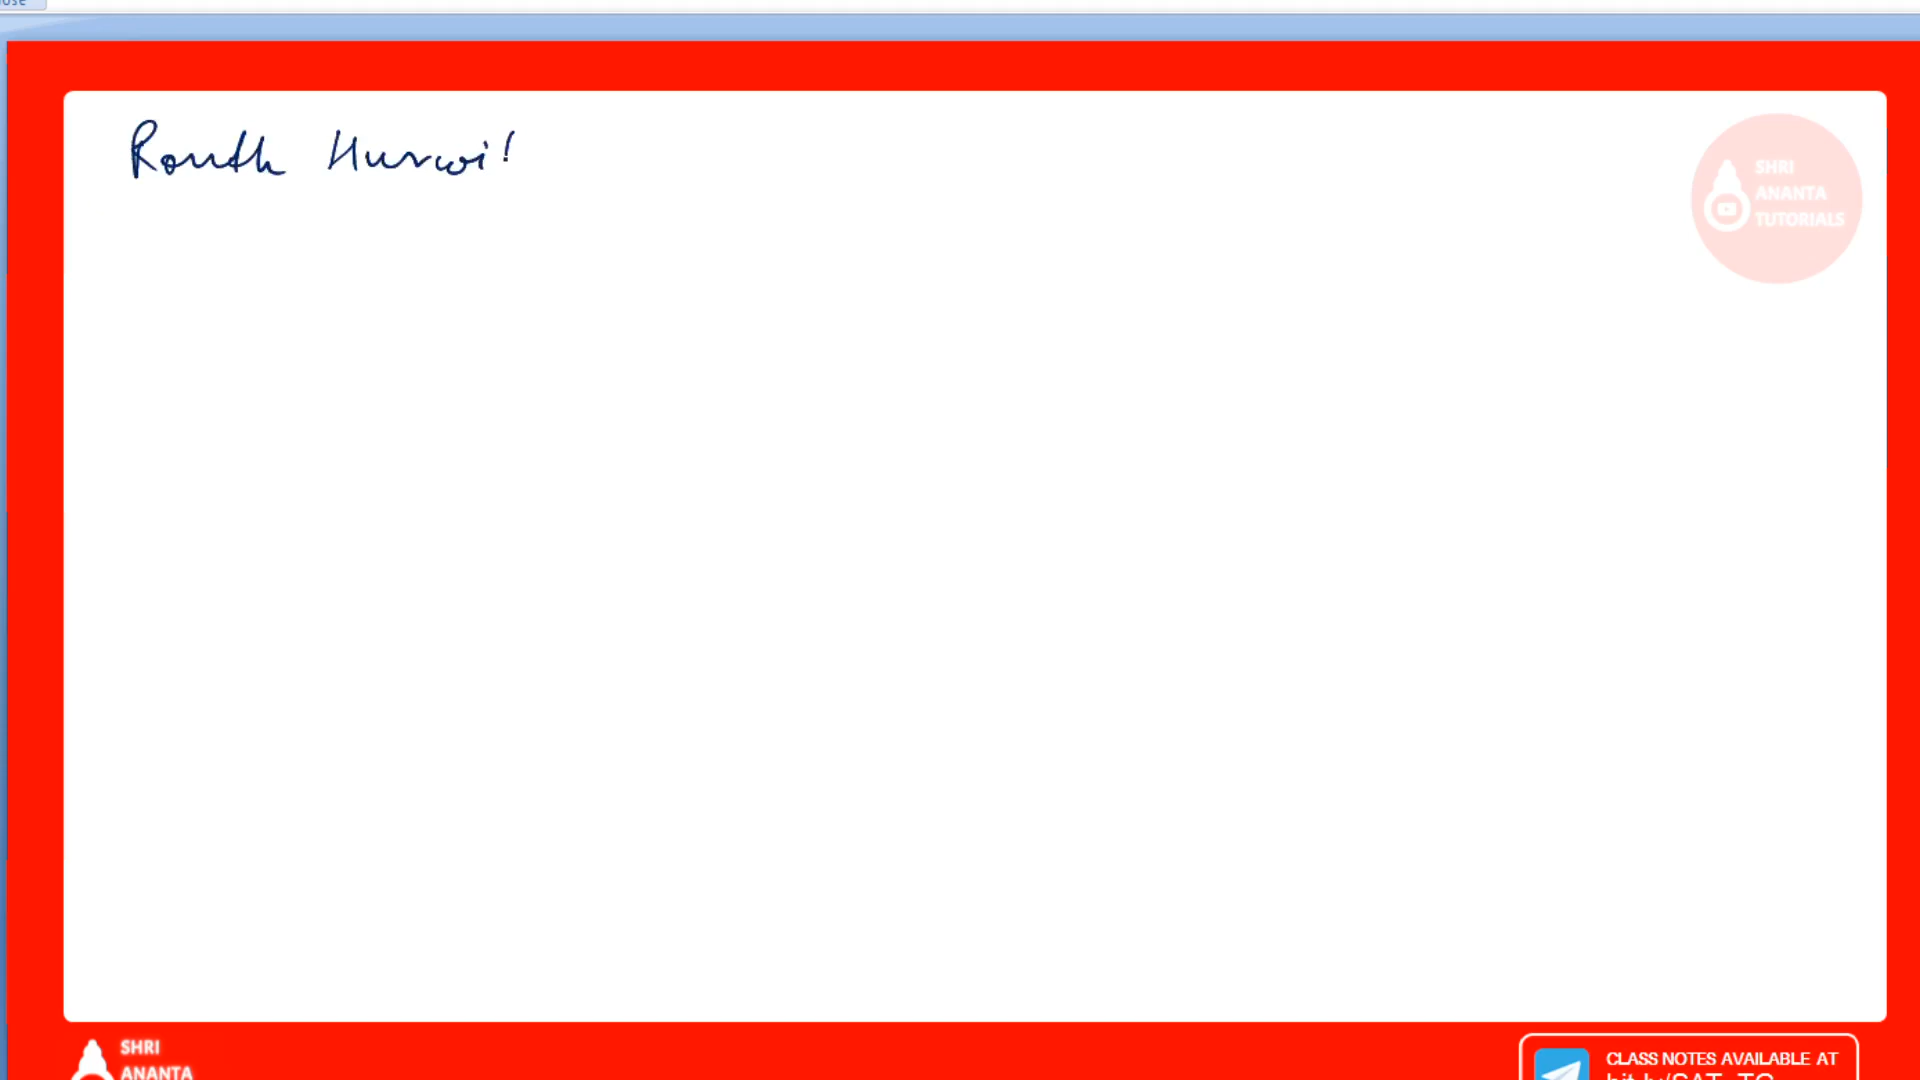 Routh Hurwi
SHRI
ANANTA
TUTORIALS
SHRI
ANANTA
CLASS NOTES AVAILABLE AT